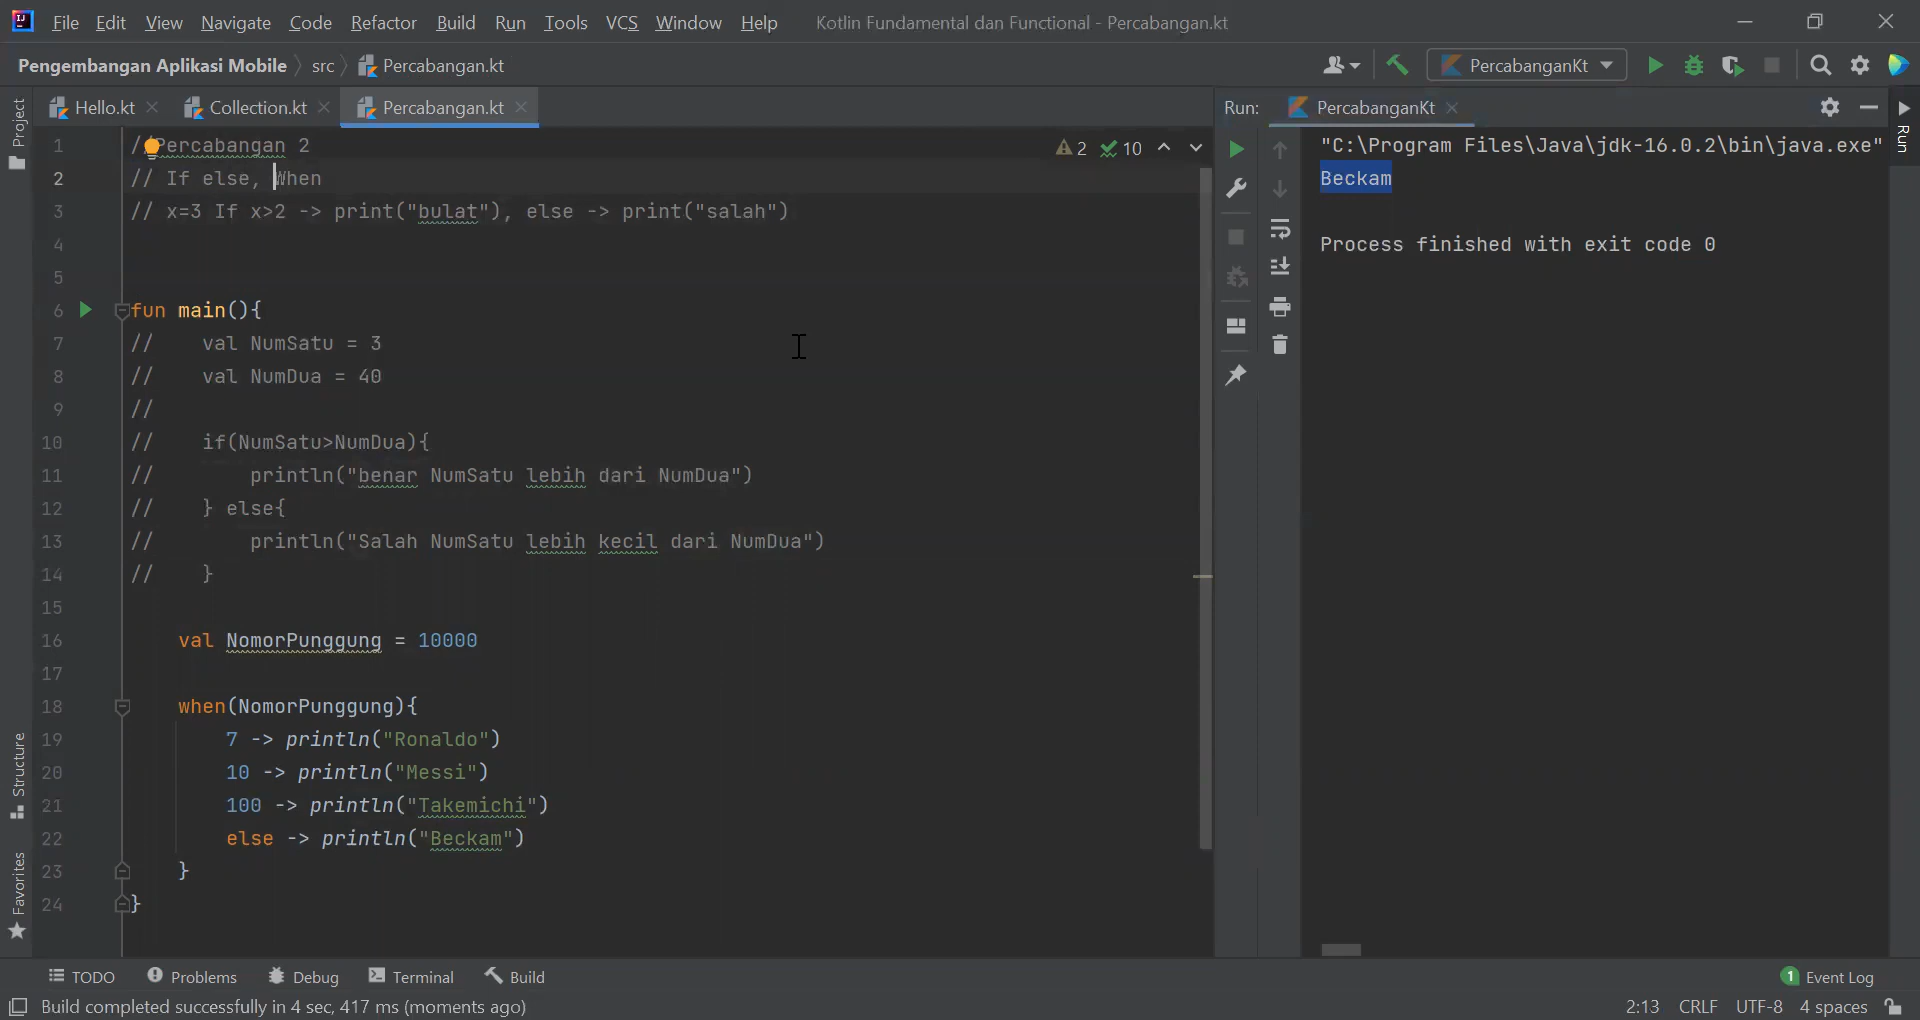 File Edit View Navigate Code Refactor Build Run Tools VCS Window Help Kotlin Fundamental dan Functional - Percabangan.kt
Pengembangan Aplikasi Mobile src Percabangan.kt PercabanganKt
Project
Hello.kt Collection.kt Percabangan.kt
Run: PercabanganKt
Run
1 //Percabangan 2
2 10
2 // If else, When
3 // x=3 If x>2 -> print("bulat"), else -> print("salah")
4
5
6 fun main(){
7 // val NumSatu = 3
8 // val NumDua = 40
9 //
10 // if(NumSatu>NumDua){
11 // println("benar NumSatu lebih dari NumDua")
12 // } else{
13 // println("Salah NumSatu lebih kecil dari NumDua")
14 // }
15
16 val NomorPunggung = 10000
17
18 when(NomorPunggung){
19 7 -> println("Ronaldo")
20 10 -> println("Messi")
21 100 -> println("Takemichi")
22 else -> println("Beckam")
23 }
24 }
"C:\Program Files\Java\jdk-16.0.2\bin\java.exe"
Beckam
Process finished with exit code 0
Structure
Favorites
TODO Problems Debug Terminal Build 1 Event Log
Build completed successfully in 4 sec, 417 ms (moments ago) 2:13 CRLF UTF-8 4 spaces